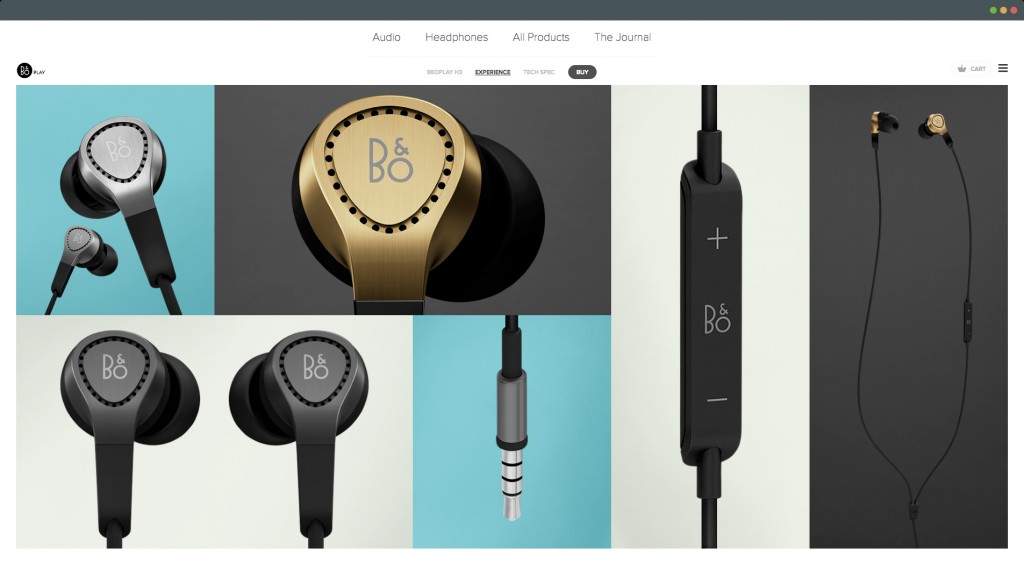 Audio Headphones All Products The Journal
B&O PLAY
BEOPLAY H3 EXPERIENCE TECH SPEC BUY
CART
B&O
B&O
B&O
B&O
B&O